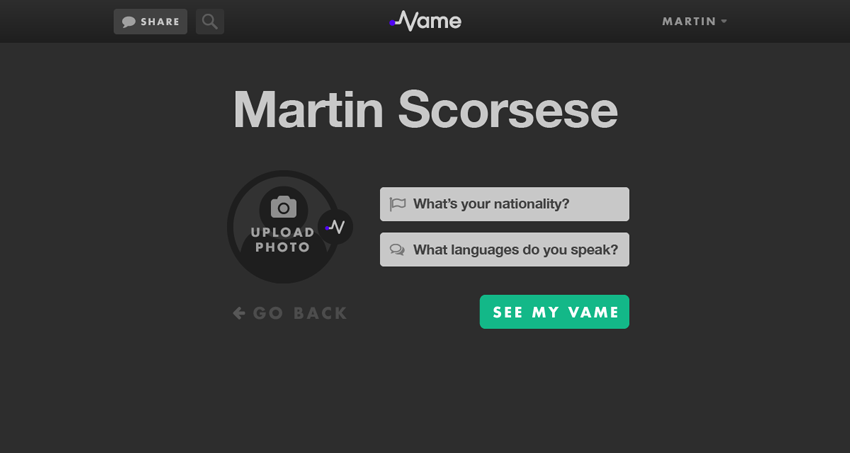 SHARE
Vame
MARTIN
Martin Scorsese
UPLOAD
PHOTO
What's your nationality?
What languages do you speak?
GO BACK
SEE MY VAME